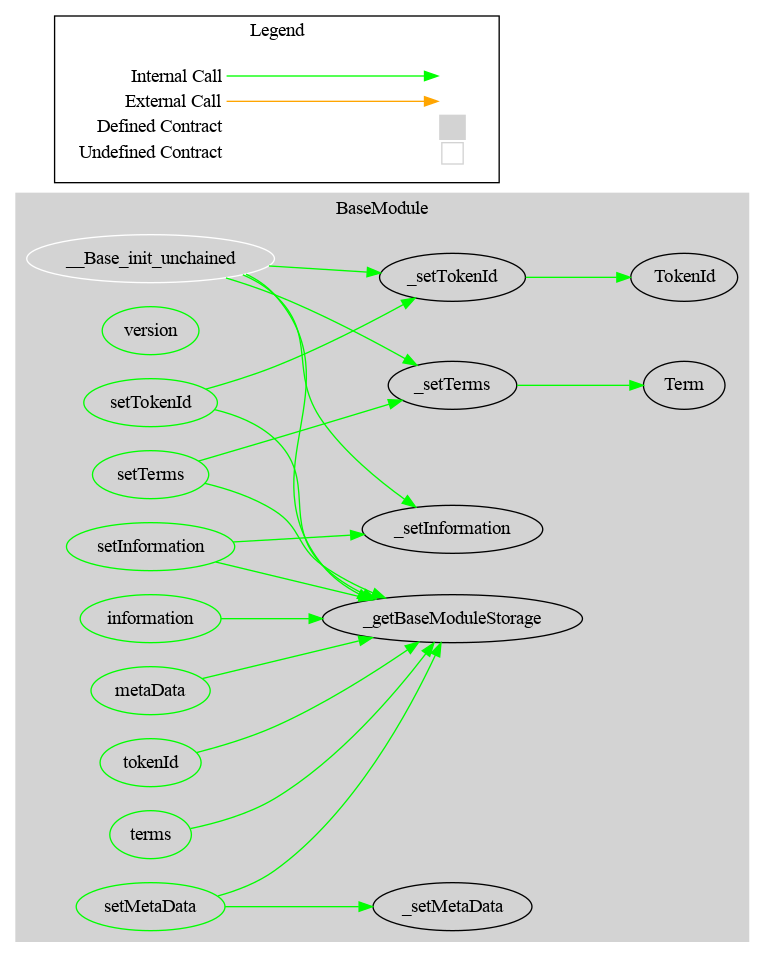 Legend
Internal Call
External Call
Defined Contract
Undefined Contract
BaseModule
__Base_init_unchained
_setTokenId
TokenId
version
_setTerms
Term
setTokenId
setTerms
_setInformation
setInformation
information
_getBaseModuleStorage
metaData
tokenId
terms
setMetaData
_setMetaData